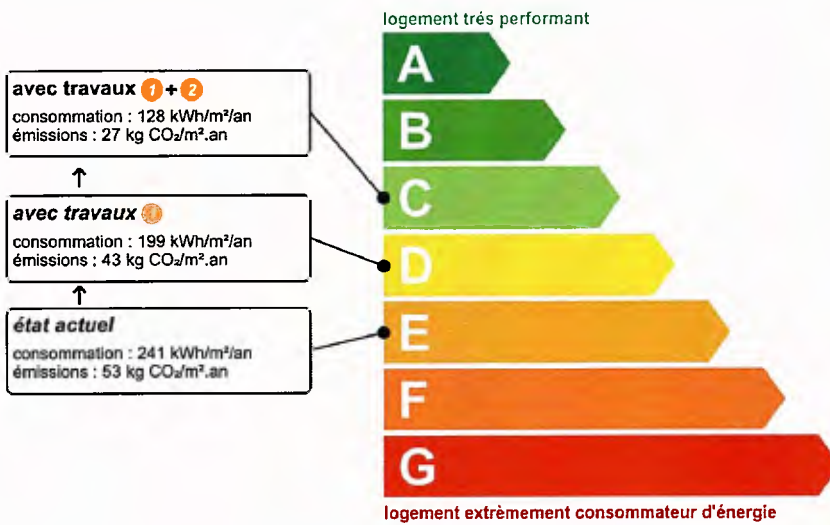 logement trés performant
A
avec travaux 1 + 2
consommation : 128 kWh/m²/an
émissions : 27 kg CO₂/m².an
B
C
avec travaux 1
consommation : 199 kWh/m²/an
émissions : 43 kg CO₂/m².an
D
état actuel
consommation : 241 kWh/m²/an
émissions : 53 kg CO₂/m².an
E
F
G
logement extrèmement consommateur d'énergie